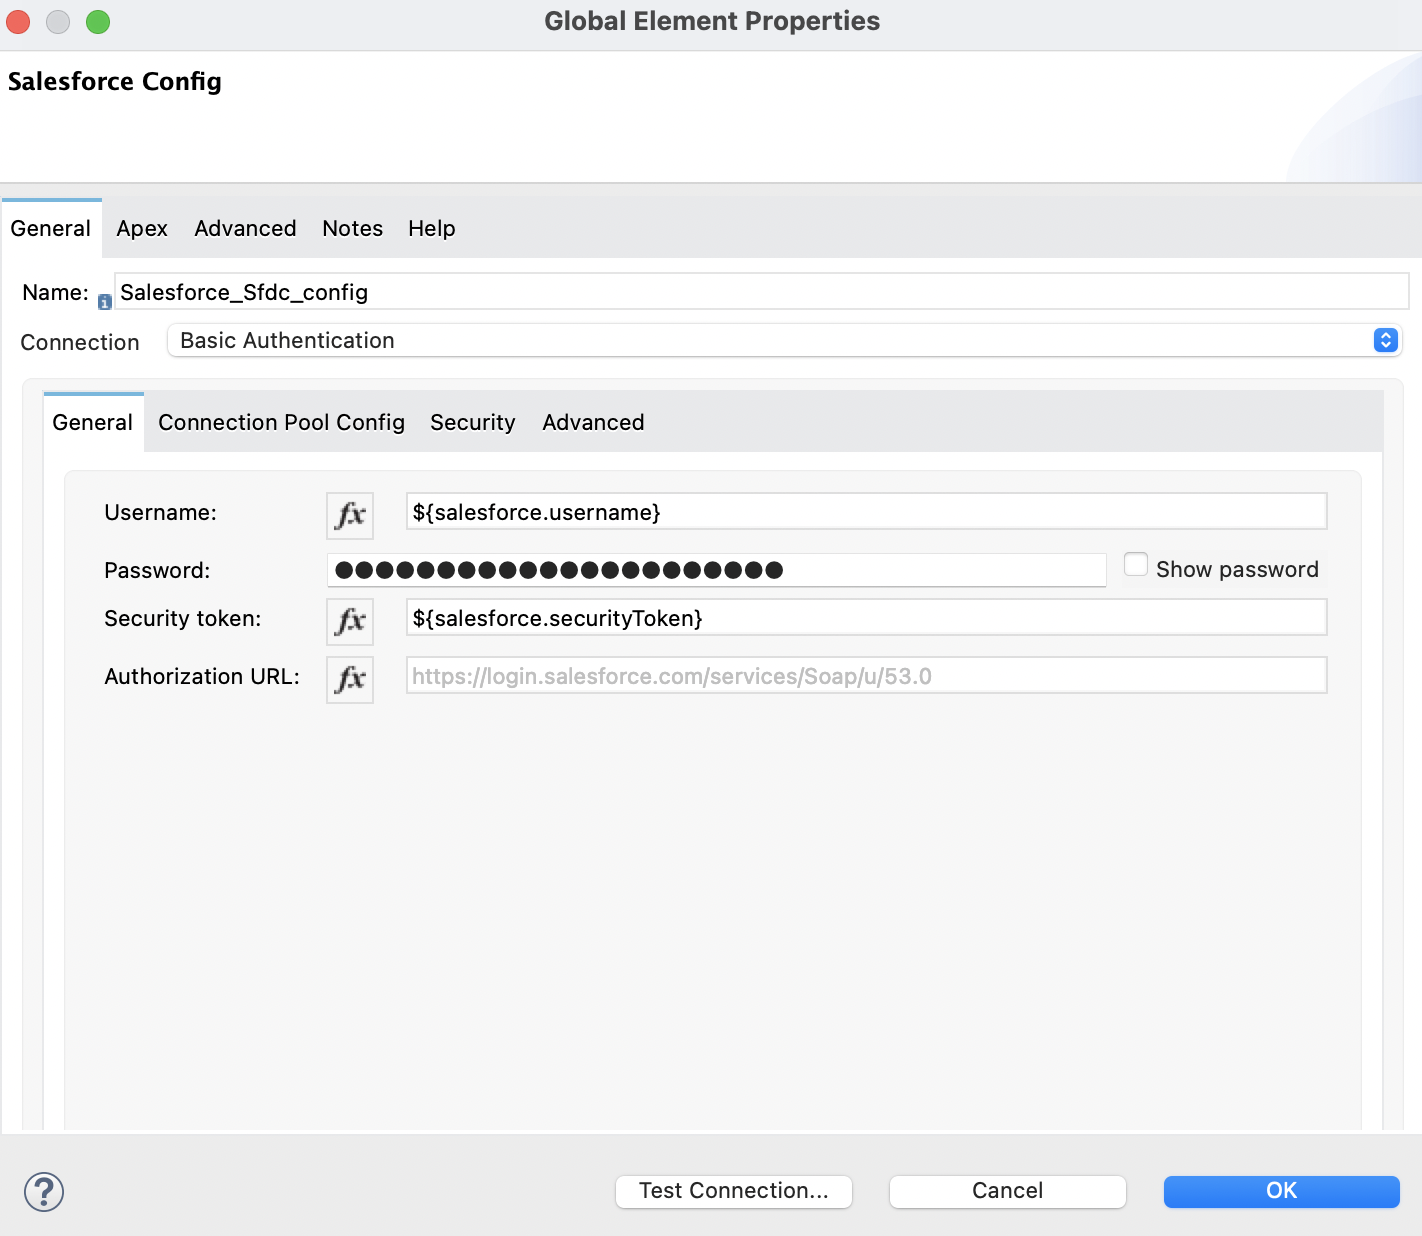 Global Element Properties
Salesforce Config
General Apex Advanced Notes Help
Name: Salesforce_Sfdc_config
Connection Basic Authentication
General Connection Pool Config Security Advanced
Username: fx ${salesforce.username}
Password: ●●●●●●●●●●●●●●●●●●●●●● Show password
Security token: fx ${salesforce.securityToken}
Authorization URL: fx https://login.salesforce.com/services/Soap/u/53.0
? Test Connection... Cancel OK